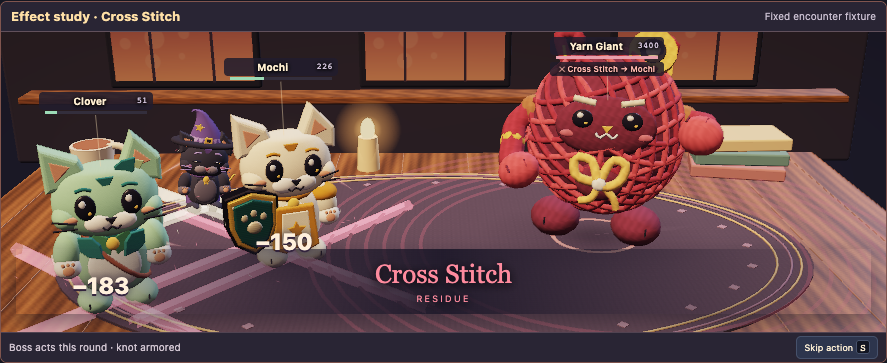 Effect study · Cross Stitch
Fixed encounter fixture
Yarn Giant 3400
× Cross Stitch → Mochi
Mochi 226
Clover 51
−150
−183
Cross Stitch
RESIDUE
Boss acts this round · knot armored
Skip action S